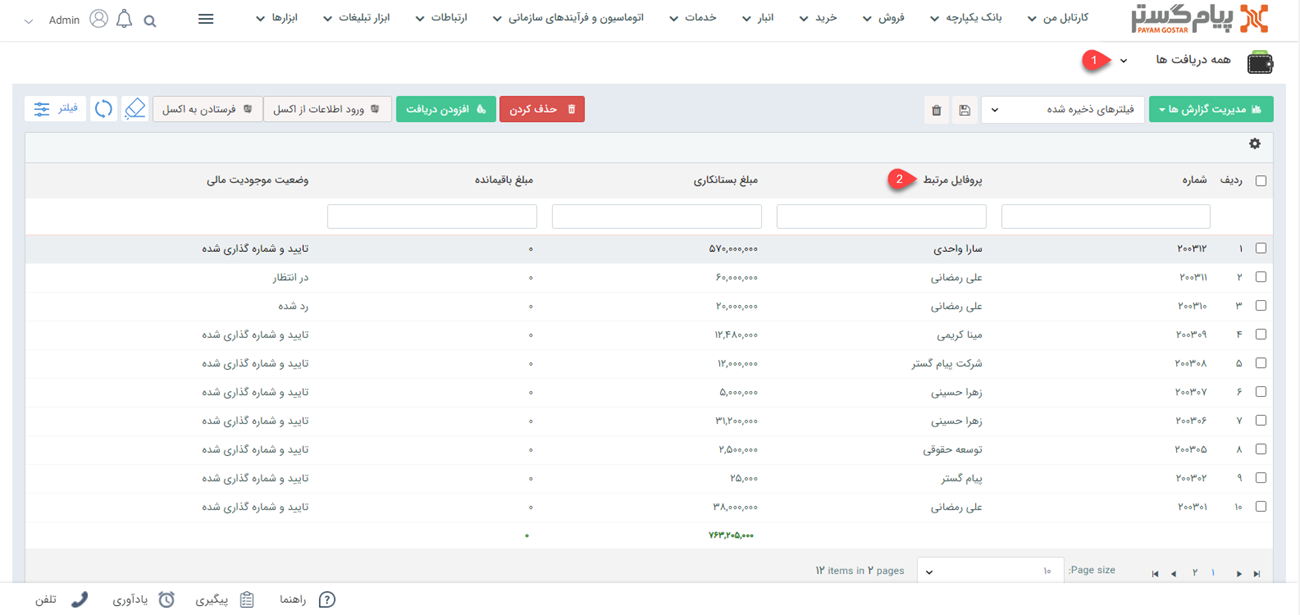 پیام گستر PAYAM GOSTAR کارتابل من بانک یکپارچه فروش خرید انبار خدمات ارتباطات اتوماسیون و فرآیندهای سازمانی ابزار تبلیغات ابزارها Admin
همه دریافت ها 1
مدیریت گزارش ها فیلترهای ذخیره شده حذف کردن افزودن دریافت ورود اطلاعات از اکسل فرستادن به اکسل فیلتر
ردیف شماره پروفایل مرتبط 2 مبلغ بستانکاری مبلغ باقیمانده وضعیت موجودیت مالی
۱ ۲۰۰۳۱۲ سارا واحدی ۵۷۰,۰۰۰,۰۰۰ ۰ تایید و شماره گذاری شده
۲ ۲۰۰۳۱۱ علی رمضانی ۶۰,۰۰۰,۰۰۰ ۰ در انتظار
۳ ۲۰۰۳۱۰ علی رمضانی ۲۰,۰۰۰,۰۰۰ ۰ رد شده
۴ ۲۰۰۳۰۹ مینا کریمی ۱۲,۴۸۰,۰۰۰ ۰ تایید و شماره گذاری شده
۵ ۲۰۰۳۰۸ شرکت پیام گستر ۱۲,۰۰۰,۰۰۰ ۰ تایید و شماره گذاری شده
۶ ۲۰۰۳۰۷ زهرا حسینی ۵,۰۰۰,۰۰۰ ۰ تایید و شماره گذاری شده
۷ ۲۰۰۳۰۶ زهرا حسینی ۳۱,۲۰۰,۰۰۰ ۰ تایید و شماره گذاری شده
۸ ۲۰۰۳۰۵ توسعه حقوقی ۲,۵۰۰,۰۰۰ ۰ تایید و شماره گذاری شده
۹ ۲۰۰۳۰۲ پیام گستر ۲۵,۰۰۰ ۰ تایید و شماره گذاری شده
۱۰ ۲۰۰۳۰۱ علی رمضانی ۳۸,۰۰۰,۰۰۰ ۰ تایید و شماره گذاری شده
۷۶۳,۲۰۵,۰۰۰ ۰
۱ ۲ Page size: ۱۰ ۱۲ items in ۲ pages
راهنما پیگیری یادآوری تلفن